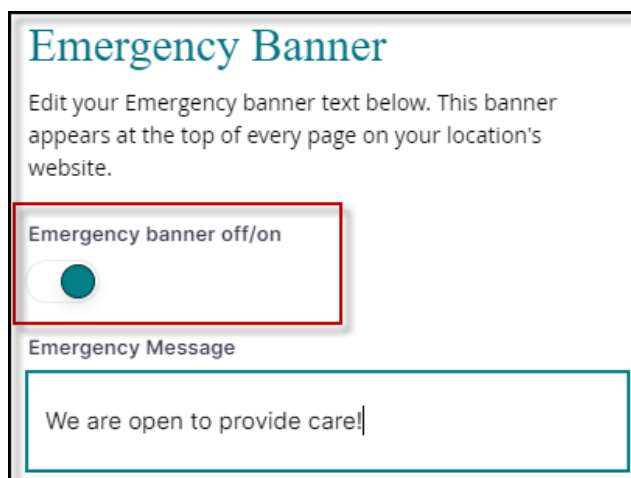 Emergency Banner
Edit your Emergency banner text below. This banner
appears at the top of every page on your location's
website.
Emergency banner off/on
Emergency Message
We are open to provide care!